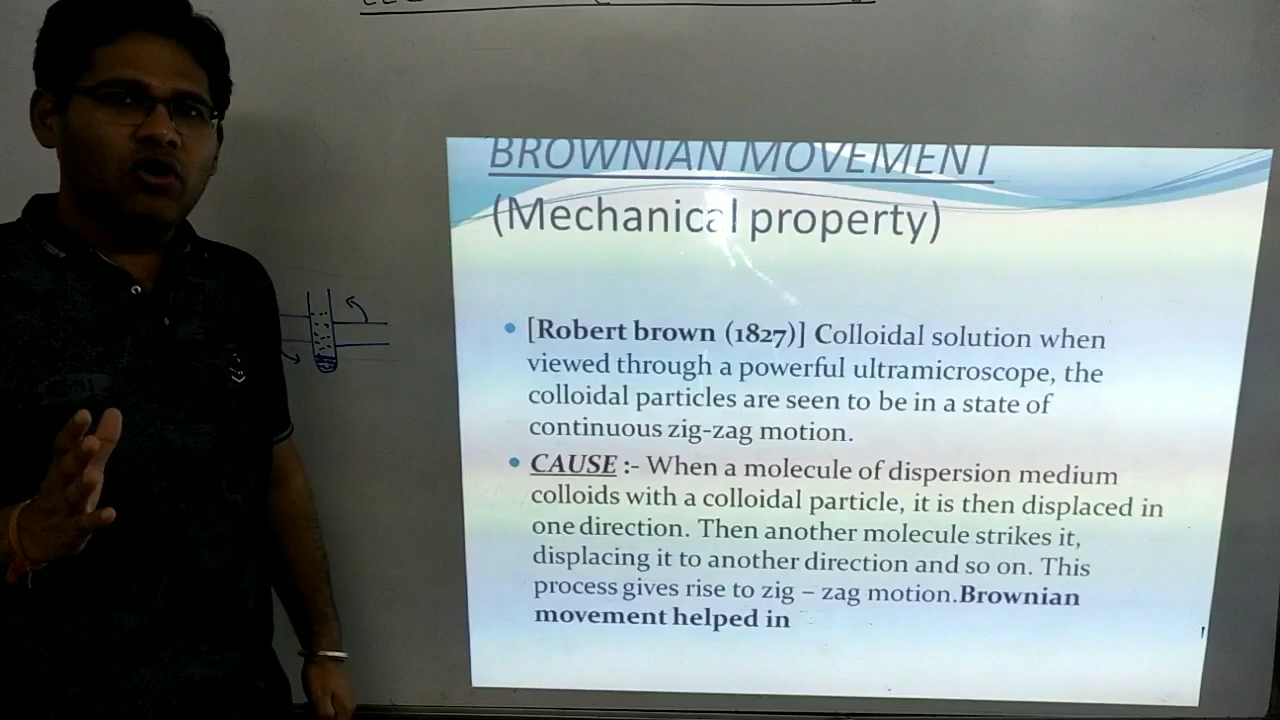 BROWNIAN MOVEMENT
(Mechanical property)
• [Robert brown (1827)] Colloidal solution when
viewed through a powerful ultramicroscope, the
colloidal particles are seen to be in a state of
continuous zig-zag motion.
• CAUSE :- When a molecule of dispersion medium
colloids with a colloidal particle, it is then displaced in
one direction. Then another molecule strikes it,
displacing it to another direction and so on. This
process gives rise to zig – zag motion.Brownian
movement helped in